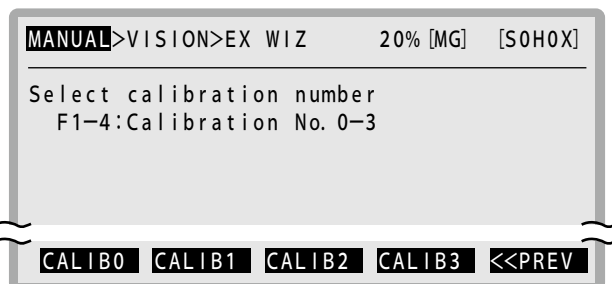 MANUAL>VISION>EX WIZ 20% [MG] [S0H0X]
Select calibration number
F1-4:Calibration No. 0-3
CALIB0 CALIB1 CALIB2 CALIB3 <<PREV